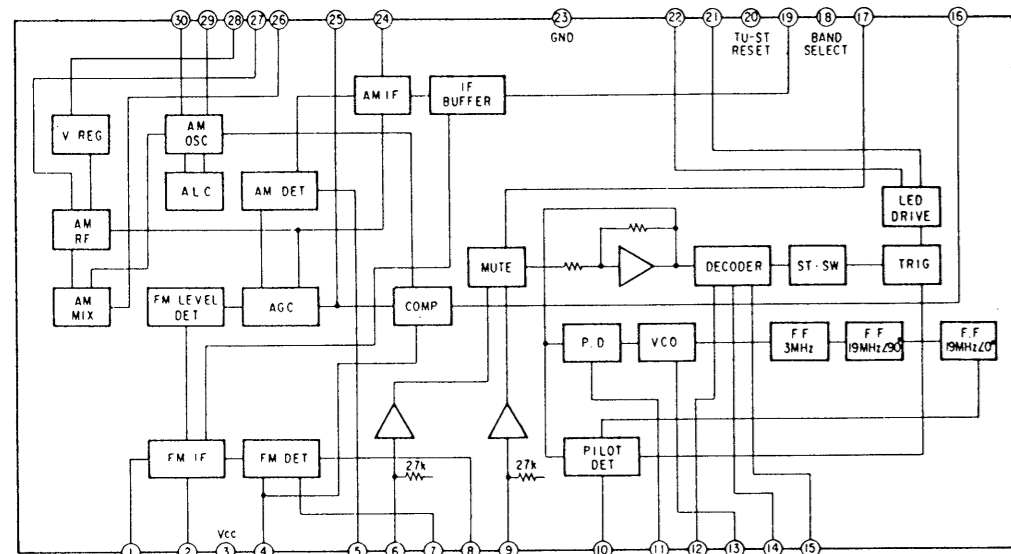 30 29 28 27 26 25 24 23 22 21 20 19 18 17 16
GND
TU-ST
RESET
BAND
SELECT
V REG
AM
OSC
AM IF
IF
BUFFER
ALC
AM DET
LED
DRIVE
AM
RF
MUTE
DECODER
ST·SW
TRIG
AM
MIX
FM LEVEL
DET
AGC
COMP
P.D
VCO
F F
3MHz
F F
19MHz∠90°
F.F
19MHz∠0°
FM IF
FM DET
27k
27k
PILOT
DET
Vcc
1 2 3 4 5 6 7 8 9 10 11 12 13 14 15